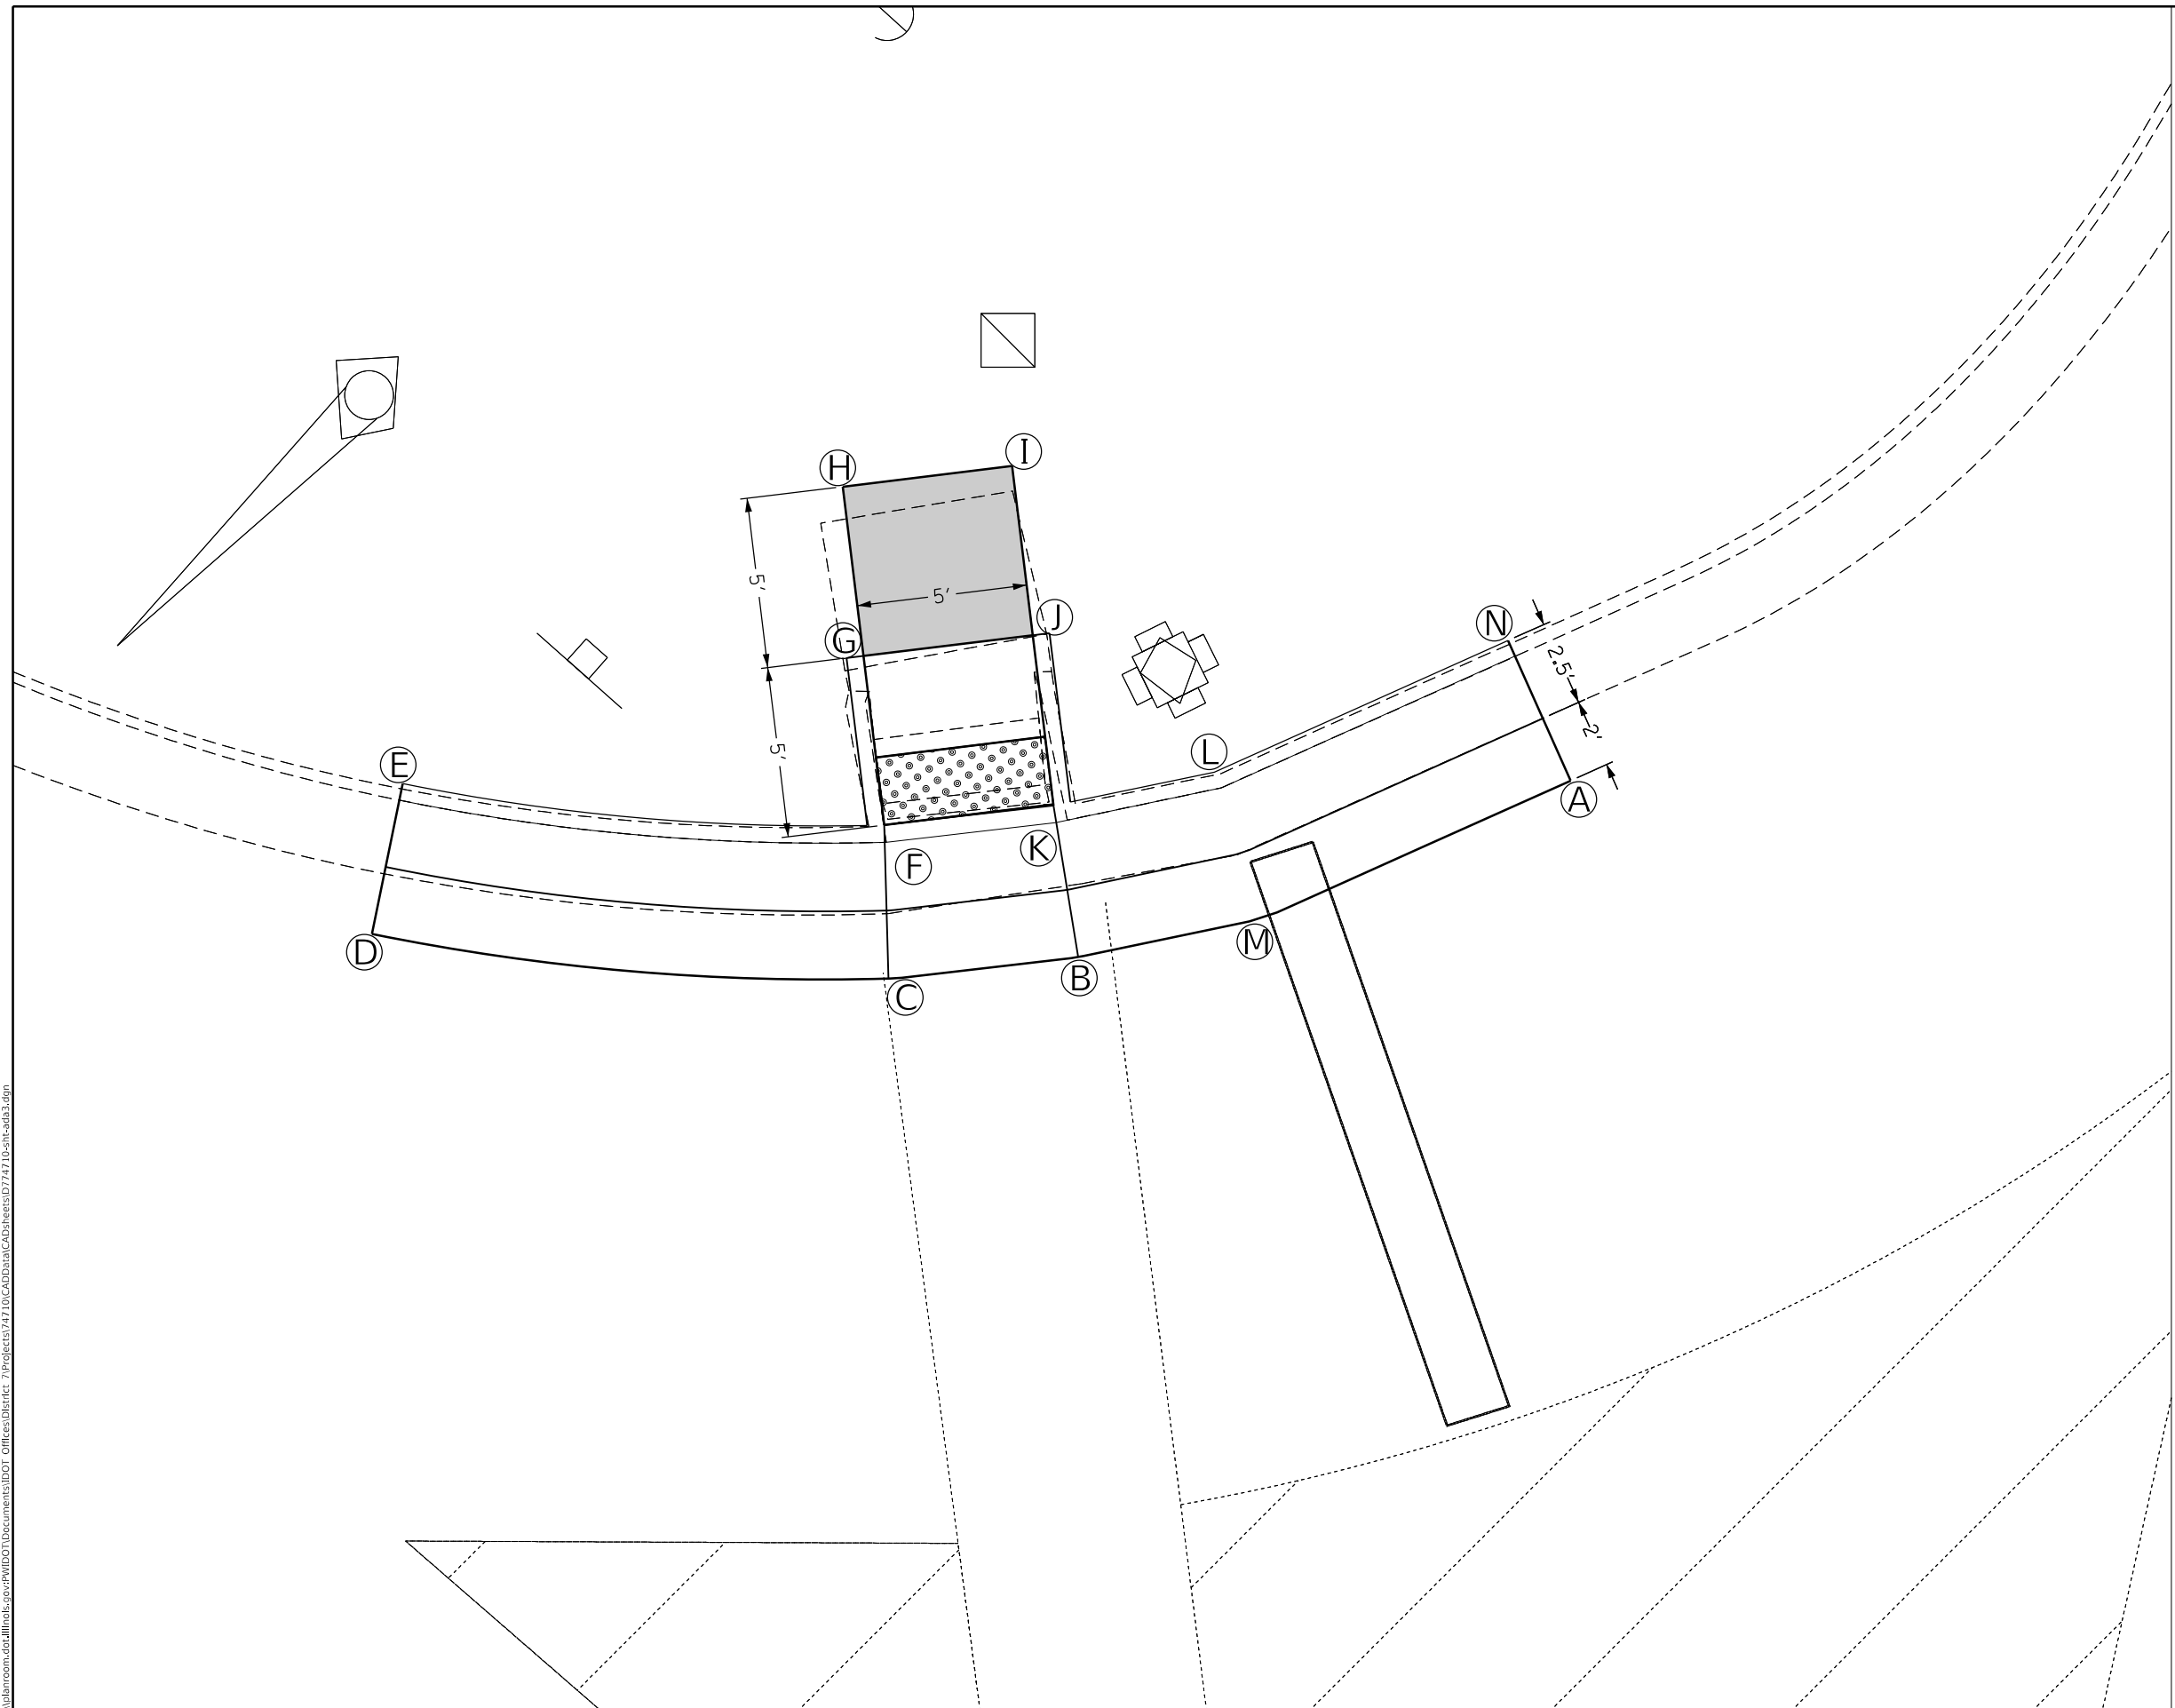 I
H
5'
5'
J
G
N
2.5'
2'
L
E
A
5'
K
F
M
D
B
C
\planroom.dot.illinois.gov:PWIDOT\Documents\IDOT Offices\District 7\Projects\74710\CADData\CADsheets\D774710-sht-ada3.dgn